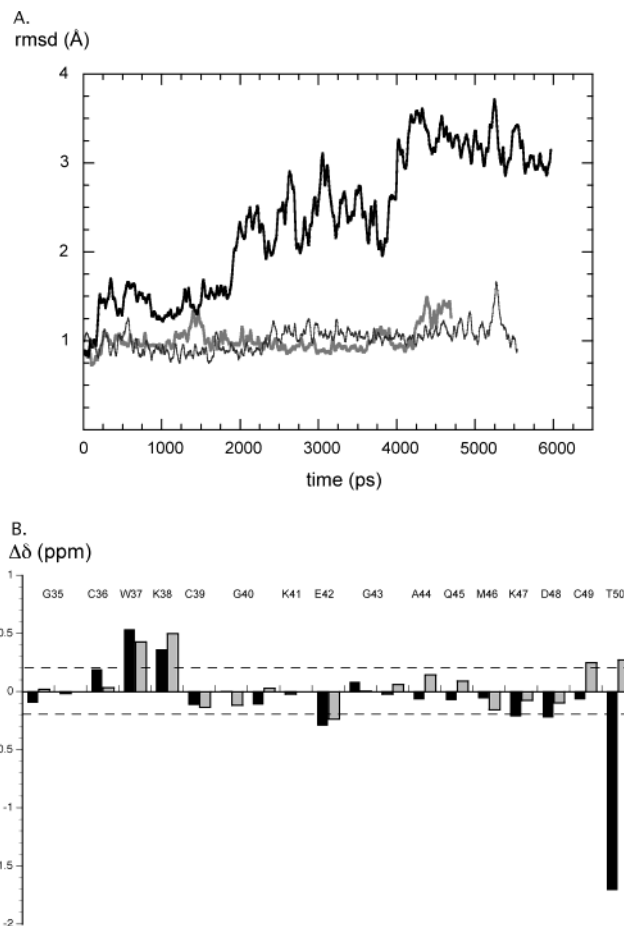 A.
rmsd (Å)
4
3
2
1
0 1000 2000 3000 4000 5000 6000
time (ps)
B.
Δδ (ppm)
1
G35 C36 W37 K38 C39 G40 K41 E42 G43 A44 Q45 M46 K47 D48 C49 T50
0.5
0
0.5
-1
1.5
-2